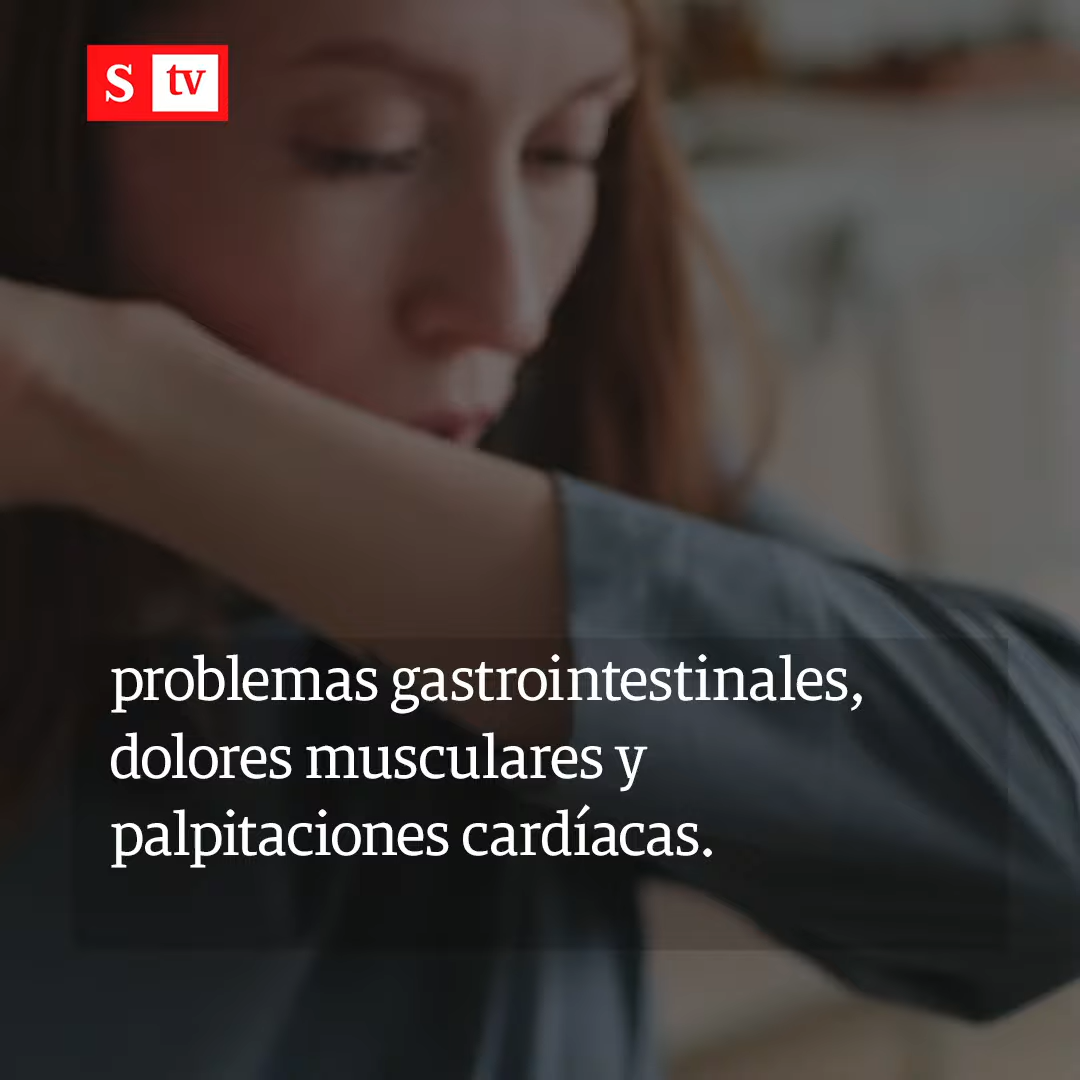 S tv
problemas gastrointestinales,
dolores musculares y
palpitaciones cardíacas.